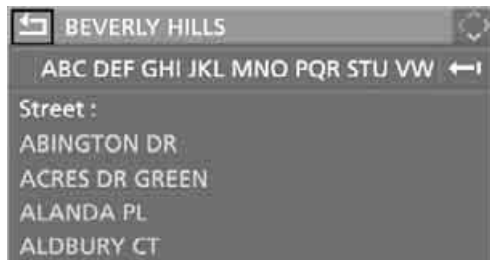 BEVERLY HILLS
ABC DEF GHI JKL MNO PQR STU VW
Street :
ABINGTON DR
ACRES DR GREEN
ALANDA PL
ALDBURY CT